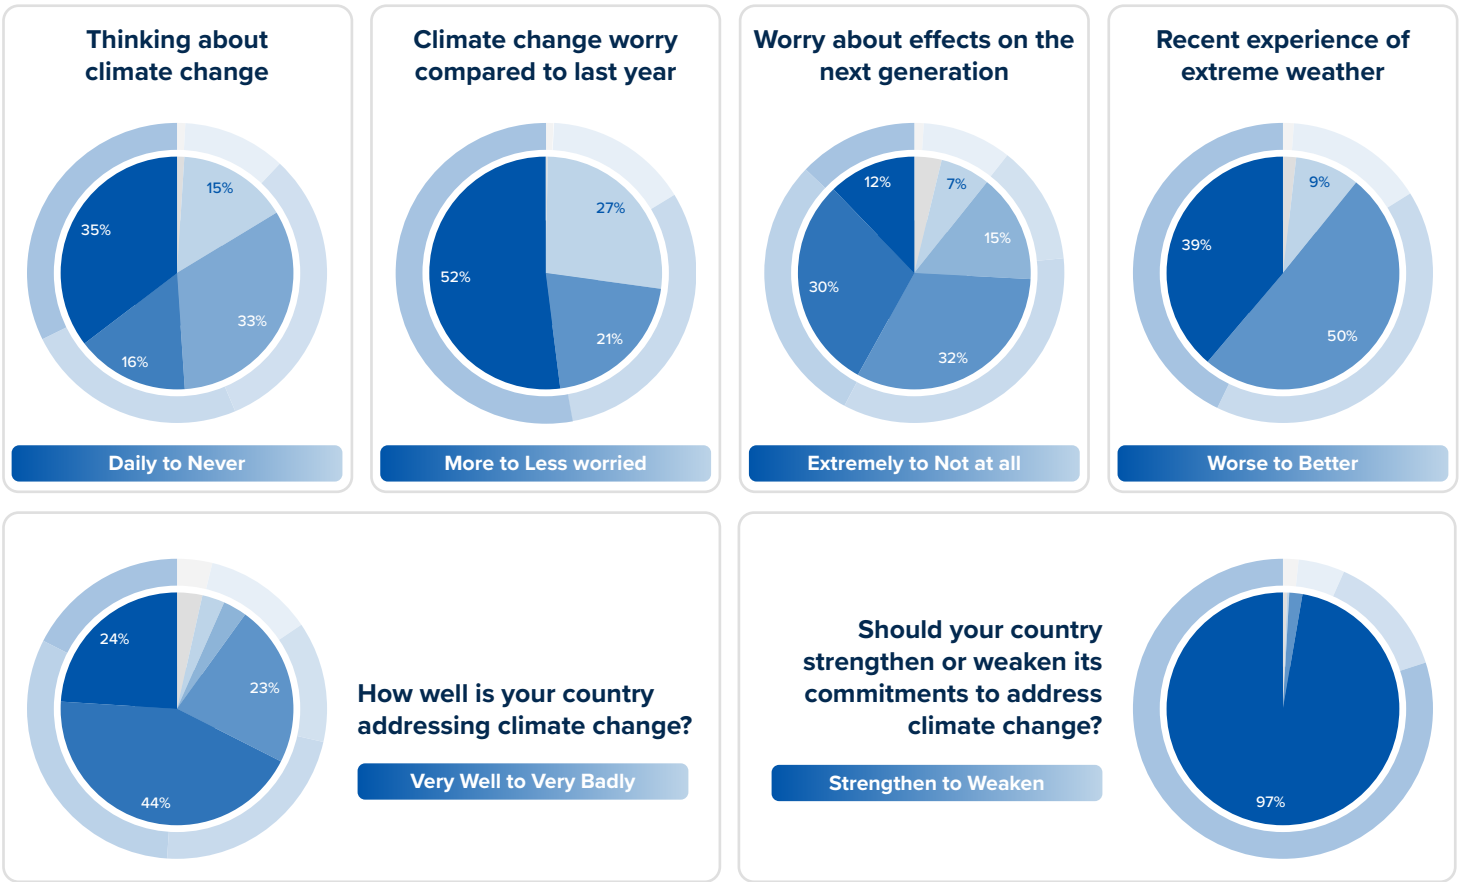 Thinking about
climate change
15%
35%
33%
16%
Daily to Never
Climate change worry
compared to last year
27%
52%
21%
More to Less worried
Worry about effects on the
next generation
12%
7%
15%
30%
32%
Extremely to Not at all
Recent experience of
extreme weather
9%
39%
50%
Worse to Better
24%
23%
44%
How well is your country
addressing climate change?
Very Well to Very Badly
Should your country
strengthen or weaken its
commitments to address
climate change?
Strengthen to Weaken
97%